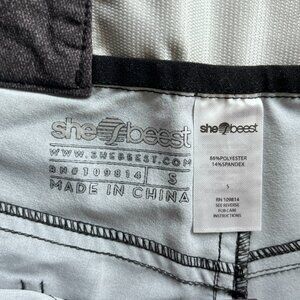 shebeest
WWW.SHEBEEST.COM
RN# 109814 S
MADE IN CHINA
shebeest
86%POLYESTER
14%SPANDEX
S
RN 109814
SEE REVERSE
FOR CARE
INSTRUCTIONS